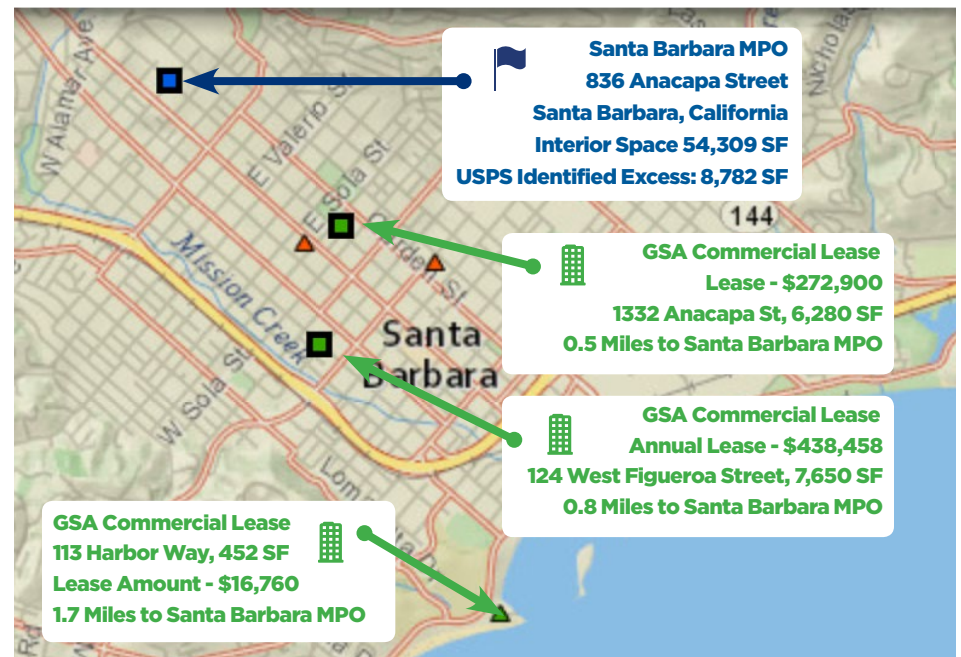 W Alamar Ave
Nicholas
Santa Barbara MPO
836 Anacapa Street
Santa Barbara, California
Interior Space 54,309 SF
USPS Identified Excess: 8,782 SF
E Valerio St
E Sola St
Garden St
144
GSA Commercial Lease
Lease - $272,900
1332 Anacapa St, 6,280 SF
0.5 Miles to Santa Barbara MPO
Mission Creek
Santa
Barbara
W Sola St
GSA Commercial Lease
Annual Lease - $438,458
124 West Figueroa Street, 7,650 SF
0.8 Miles to Santa Barbara MPO
GSA Commercial Lease
113 Harbor Way, 452 SF
Lease Amount - $16,760
1.7 Miles to Santa Barbara MPO
Rd